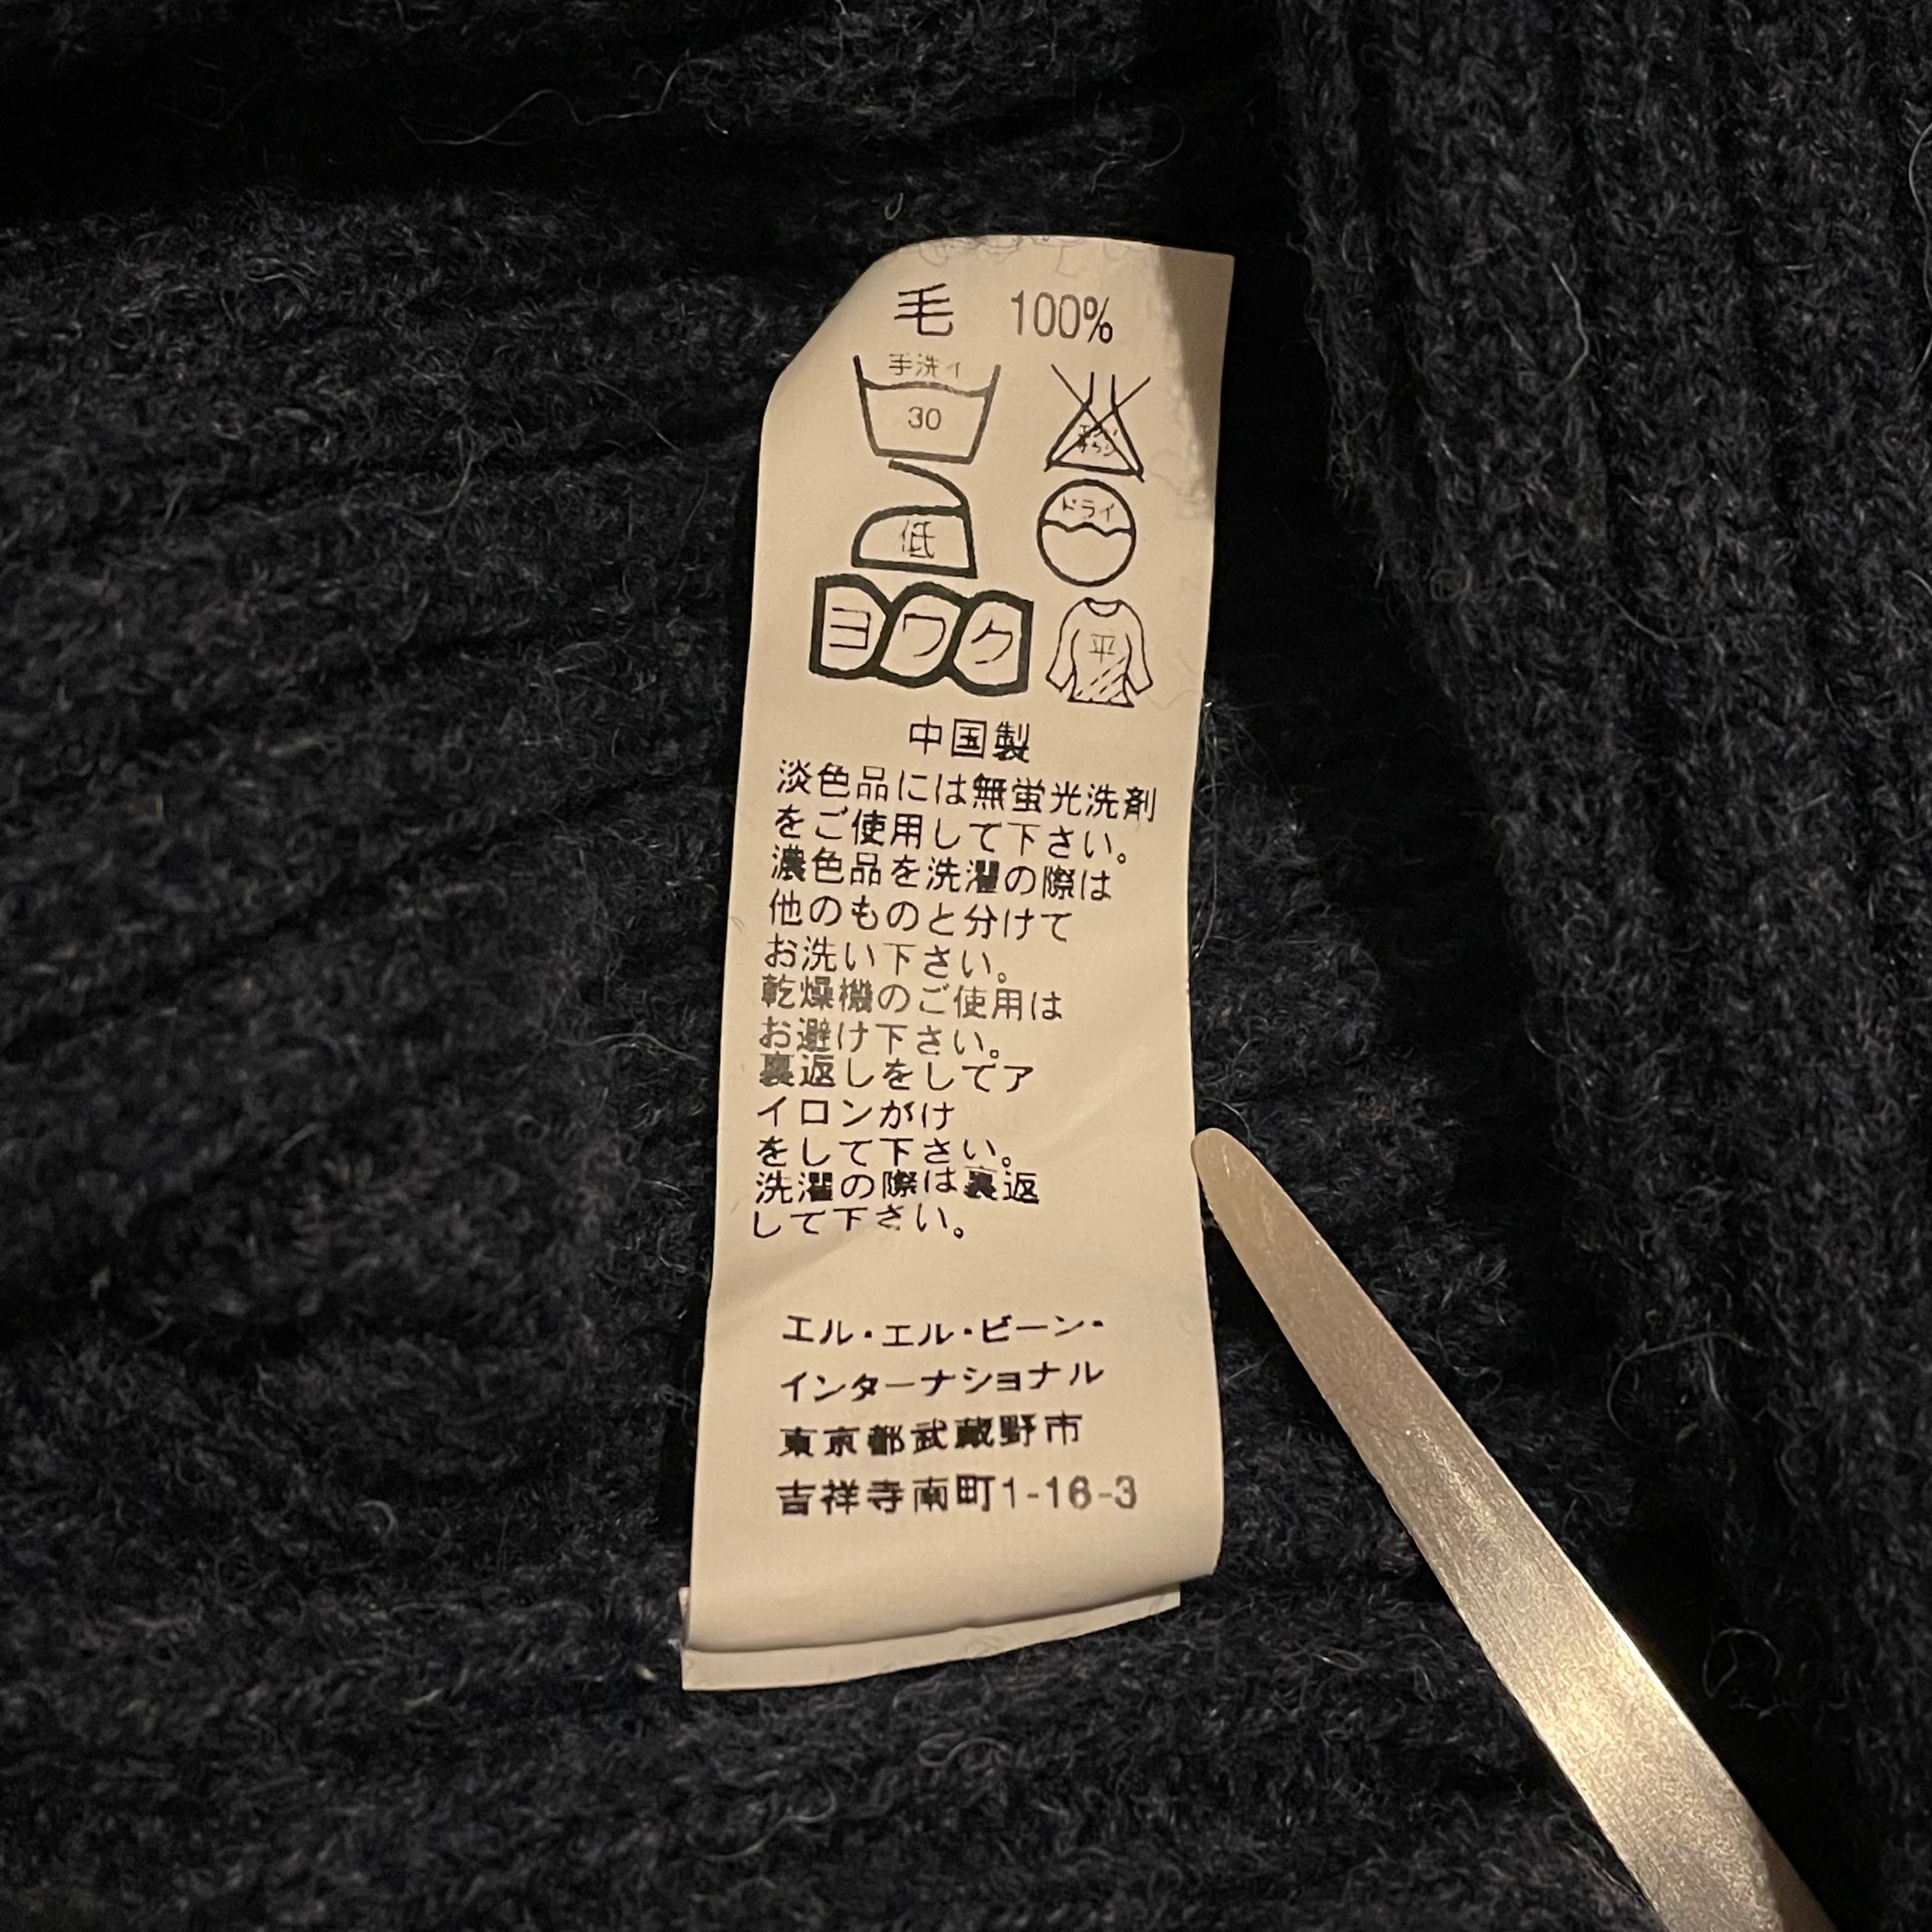 毛 100%
手洗イ
30
エンソ
サラシ
低
ドライ
ヨワク
平
中国製
淡色品には無蛍光洗剤
をご使用して下さい。
濃色品を洗濯の際は
他のものと分けて
お洗い下さい。
乾燥機のご使用は
お避け下さい。
裏返しをしてア
イロンがけ
をして下さい。
洗濯の際は裏返
して下さい。
エル・エル・ビーン・
インターナショナル
東京都武蔵野市
吉祥寺南町1-16-3